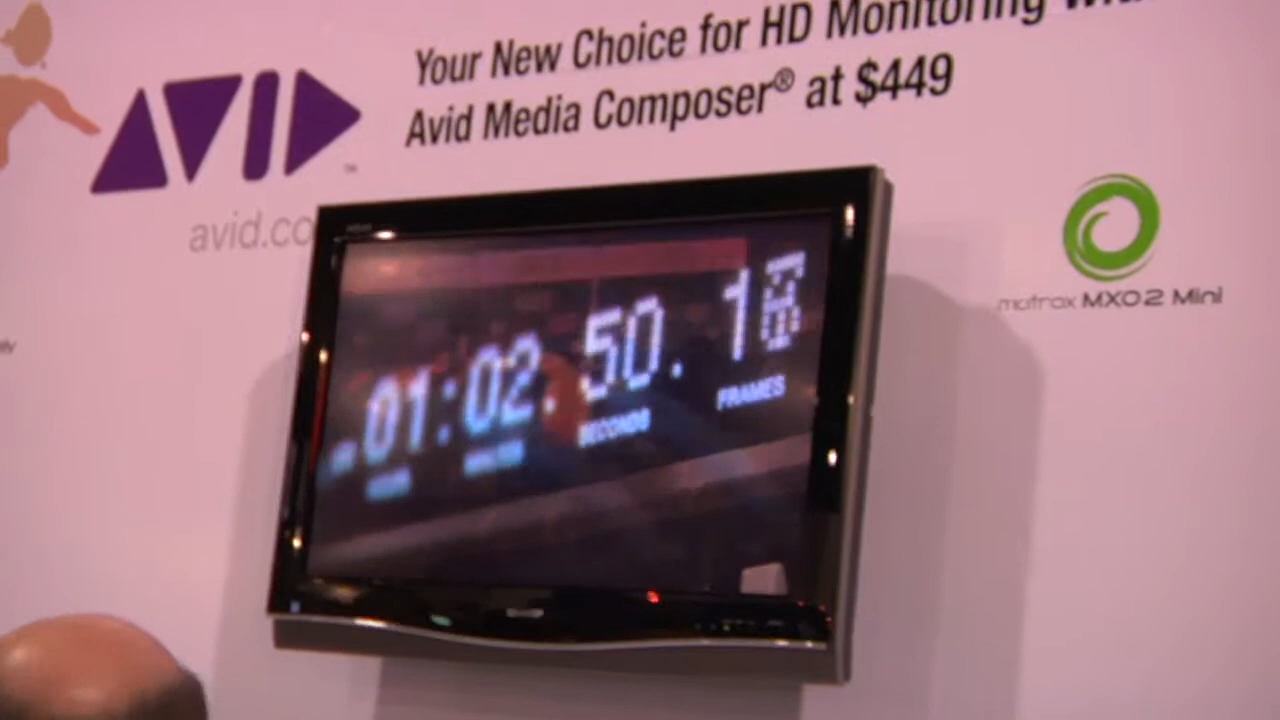 Your New Choice for HD Monitoring with
Avid Media Composer® at $449
AVID
avid.co
matrox MXO2 Mini
01:02.50.
SECONDS
FRAMES